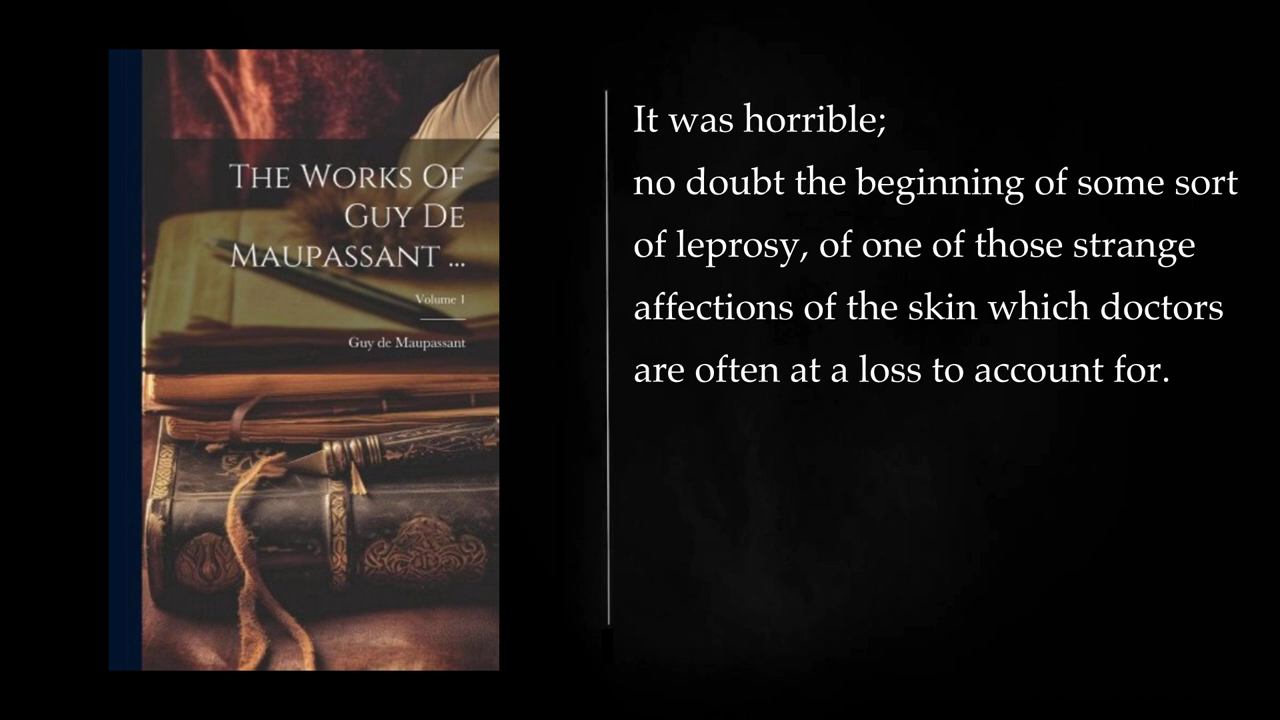 THE WORKS OF
GUY DE
MAUPASSANT ...
Volume 1
Guy de Maupassant
It was horrible;
no doubt the beginning of some sort
of leprosy, of one of those strange
affections of the skin which doctors
are often at a loss to account for.